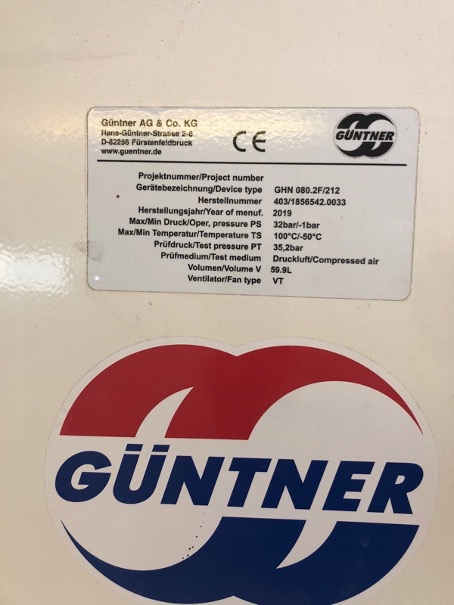 Güntner AG & Co. KG
Hans-Güntner-Strasse 2-6
D-82256 Fürstenfeldbruck
www.guentner.de
CE
GÜNTNER
Projektnummer/Project number
Gerätebezeichnung/Device type GHN 080.2F/212
Herstellnummer 403/1856542.0033
Herstellungsjahr/Year of menuf. 2019
Max/Min Druck/Oper, pressure PS 32bar/-1bar
Max/Min Temperatur/Temperature TS 100°C/-50°C
Prüfdruck/Test pressure PT 35,2bar
Prüfmedium/Test medium Druckluft/Compressed air
Volumen/Volume V 59.9L
Ventilator/Fan type VT
GÜNTNER